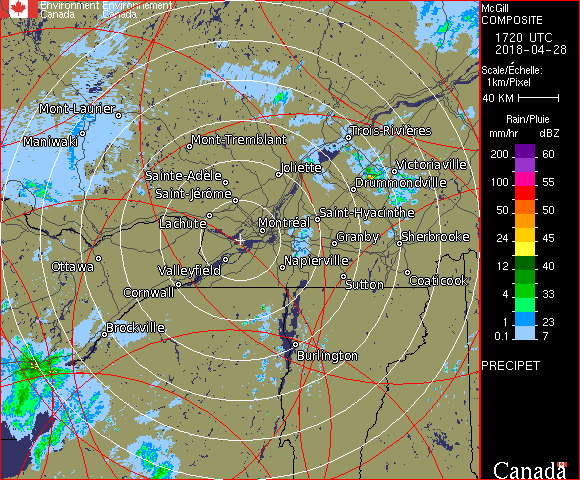 Environment Environnement
Canada Canada
Mont-Laurier
Maniwaki
Mont-Tremblant
Trois-Rivières
Sainte-Adèle
Joliette
Victoriaville
Drummondville
Saint-Jérôme
Lachute
Montréal
Saint-Hyacinthe
Granby
Sherbrooke
Ottawa
Valleyfield
Napierville
Cornwall
Sutton
Coaticook
Brockville
Burlington
McGill
COMPOSITE
1720 UTC
2018-04-28
Scale/Échelle:
1km/Pixel
40 KM
Rain/Pluie
mm/hr dBZ
200 60
100 55
50 50
24 45
12 40
4 33
1 23
0.1 7
PRECIPET
Canada